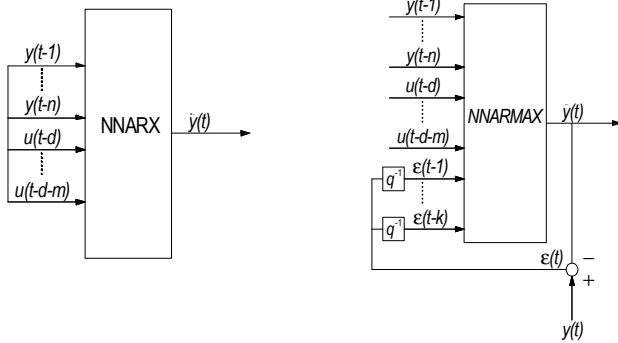 y(t-1)
y(t-n)
u(t-d)
u(t-d-m)
NNARX
ŷ(t)
y(t-1)
y(t-n)
u(t-d)
u(t-d-m)
q⁻¹
ε(t-1)
q⁻¹
ε(t-k)
NNARMAX
ŷ(t)
ε(t)
−
+
y(t)